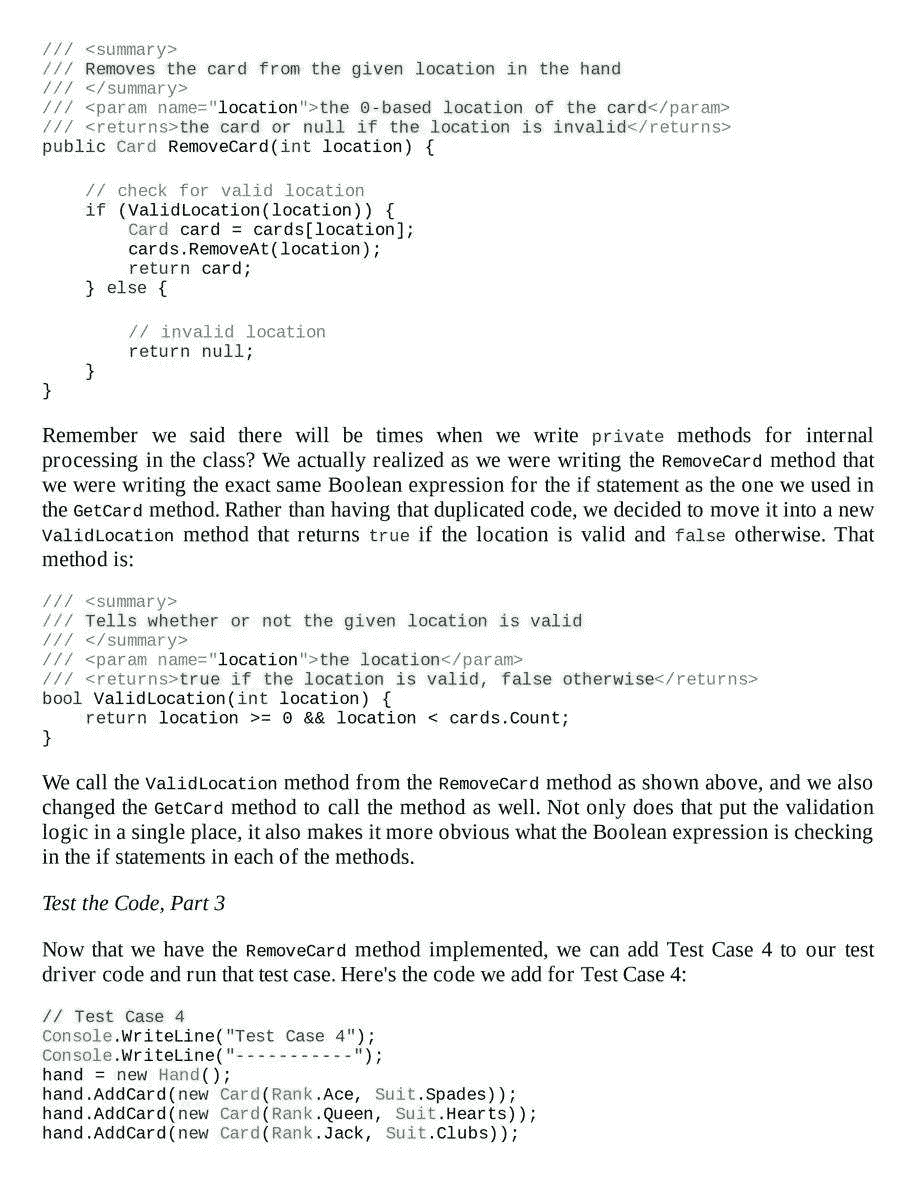 /// <summary>
/// Removes the card from the given location in the hand
/// </summary>
/// <param name="location">the 0-based location of the card</param>
/// <returns>the card or null if the location is invalid</returns>
public Card RemoveCard(int location) {
    // check for valid location
    if (ValidLocation(location)) {
        Card card = cards[location];
        cards.RemoveAt(location);
        return card;
    } else {
        // invalid location
        return null;
    }
}
Remember we said there will be times when we write private methods for internal
processing in the class? We actually realized as we were writing the RemoveCard method that
we were writing the exact same Boolean expression for the if statement as the one we used in
the GetCard method. Rather than having that duplicated code, we decided to move it into a new
ValidLocation method that returns true if the location is valid and false otherwise. That
method is:
/// <summary>
/// Tells whether or not the given location is valid
/// </summary>
/// <param name="location">the location</param>
/// <returns>true if the location is valid, false otherwise</returns>
bool ValidLocation(int location) {
    return location >= 0 && location < cards.Count;
}
We call the ValidLocation method from the RemoveCard method as shown above, and we also
changed the GetCard method to call the method as well. Not only does that put the validation
logic in a single place, it also makes it more obvious what the Boolean expression is checking
in the if statements in each of the methods.
Test the Code, Part 3
Now that we have the RemoveCard method implemented, we can add Test Case 4 to our test
driver code and run that test case. Here's the code we add for Test Case 4:
// Test Case 4
Console.WriteLine("Test Case 4");
Console.WriteLine("-----------");
hand = new Hand();
hand.AddCard(new Card(Rank.Ace, Suit.Spades));
hand.AddCard(new Card(Rank.Queen, Suit.Hearts));
hand.AddCard(new Card(Rank.Jack, Suit.Clubs));